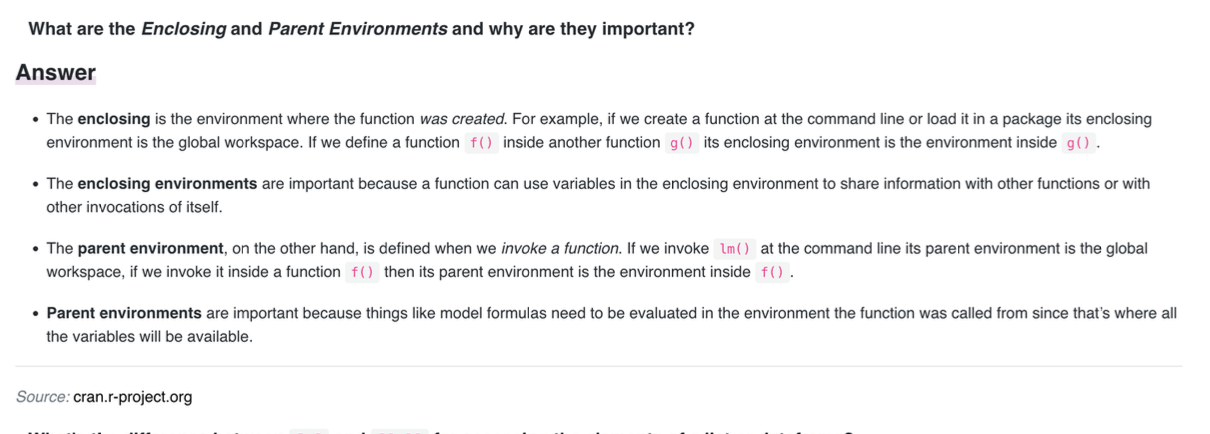 What are the Enclosing and Parent Environments and why are they important?
Answer
• The enclosing is the environment where the function was created. For example, if we create a function at the command line or load it in a package its enclosing
environment is the global workspace. If we define a function f() inside another function g() its enclosing environment is the environment inside g() .
• The enclosing environments are important because a function can use variables in the enclosing environment to share information with other functions or with
other invocations of itself.
• The parent environment, on the other hand, is defined when we invoke a function. If we invoke lm() at the command line its parent environment is the global
workspace, if we invoke it inside a function f() then its parent environment is the environment inside f() .
• Parent environments are important because things like model formulas need to be evaluated in the environment the function was called from since that's where all
the variables will be available.
Source: cran.r-project.org